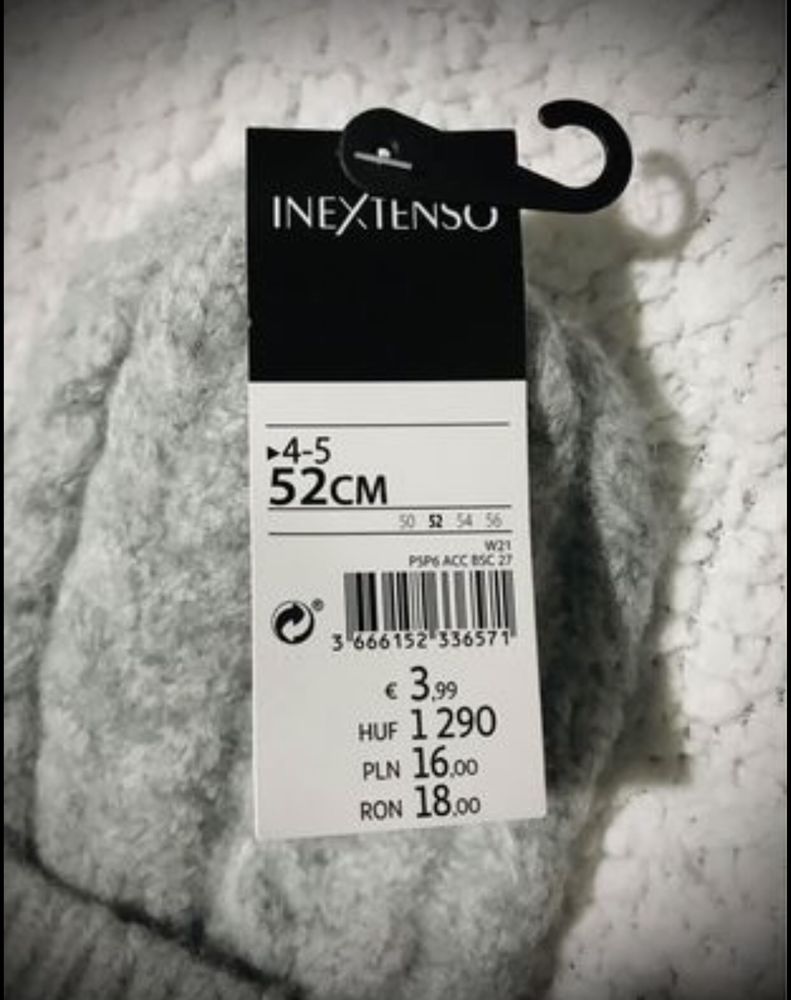 INEXTENSO
▸4-5
52CM
50 52 54 56
W21
PSP6 ACC BSC 27
®
3 666152 336571
€ 3,99
HUF 1 290
PLN 16,00
RON 18,00